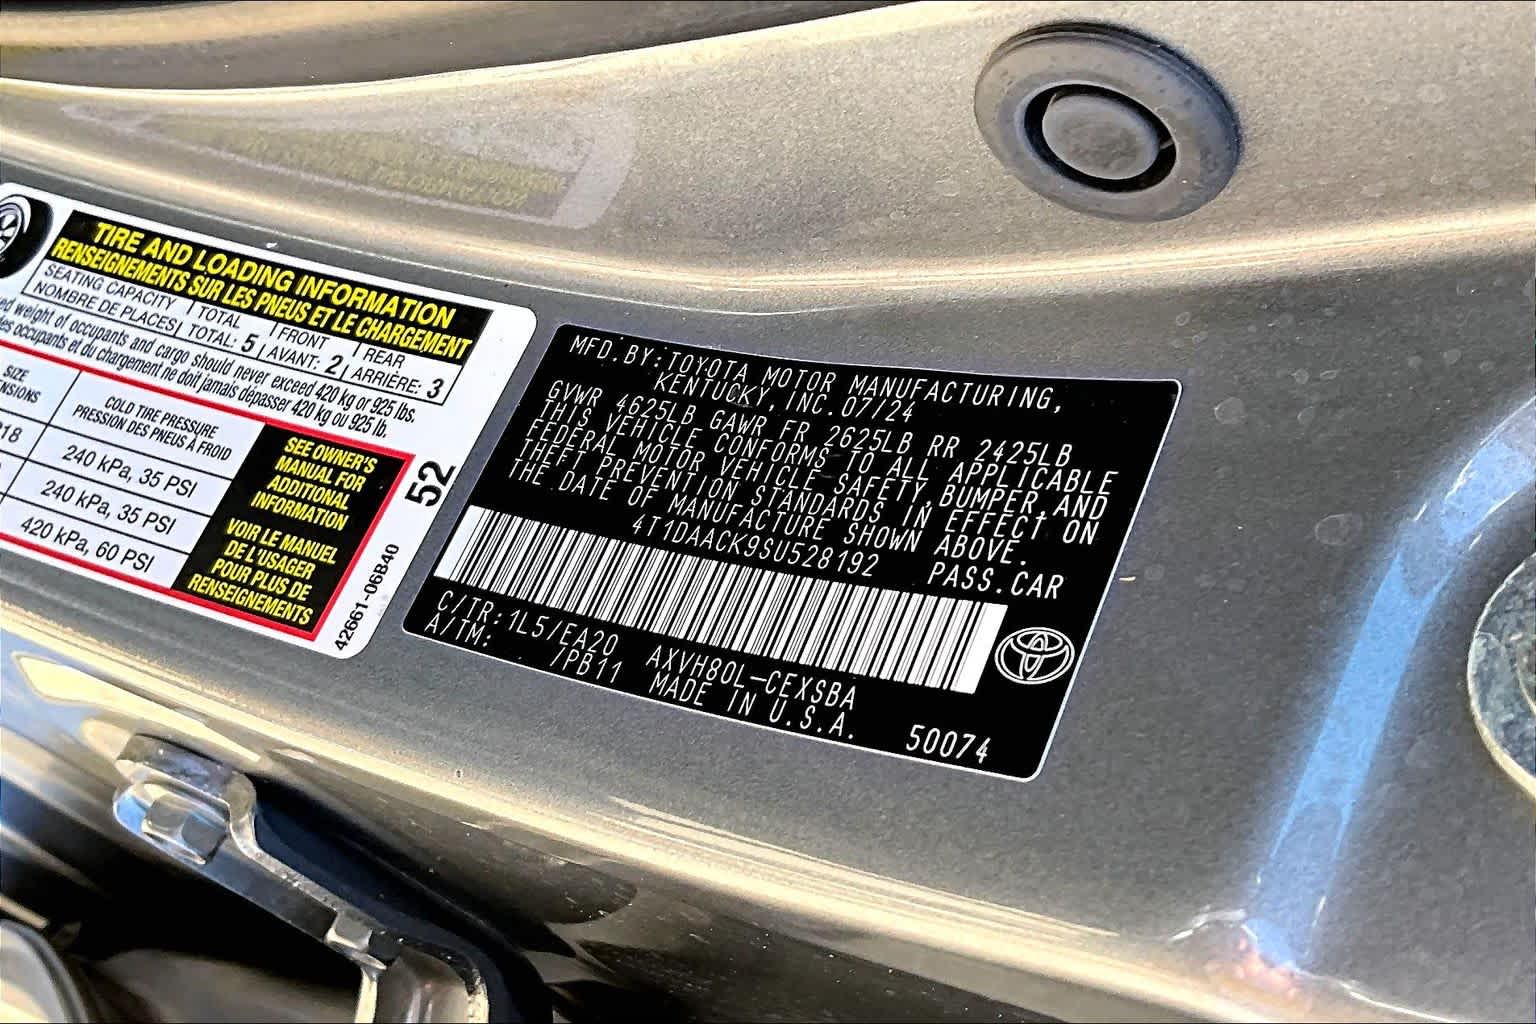 TIRE AND LOADING INFORMATION
RENSEIGNEMENTS SUR LES PNEUS ET LE CHARGEMENT
SEATING CAPACITY | TOTAL | FRONT | REAR
NOMBRE DE PLACES | TOTAL: 5 | AVANT: 2 | ARRIÈRE: 3
weight of occupants and cargo should never exceed 420 kg or 925 lbs.
occupants et du chargement ne doit jamais dépasser 420 kg ou 925 lb.
SIZE
COLD TIRE PRESSURE
PRESSION DES PNEUS À FROID
240 kPa, 35 PSI
240 kPa, 35 PSI
420 kPa, 60 PSI
SEE OWNER'S
MANUAL FOR
ADDITIONAL
INFORMATION
VOIR LE MANUEL
DE L'USAGER
POUR PLUS DE
RENSEIGNEMENTS
52
42661-06B40
MFD.BY:TOYOTA MOTOR MANUFACTURING,
KENTUCKY,INC.07/24
GVWR 4625LB GAWR FR 2625LB RR 2425LB
THIS VEHICLE CONFORMS TO ALL APPLICABLE
FEDERAL MOTOR VEHICLE SAFETY,BUMPER,AND
THEFT PREVENTION STANDARDS IN EFFECT ON
THE DATE OF MANUFACTURE SHOWN ABOVE.
4T1DAACK9SU528192 PASS.CAR
C/TR:1L5/EA20 AXVH80L-CEXSBA
A/TM: /PB11 MADE IN U.S.A.
50074